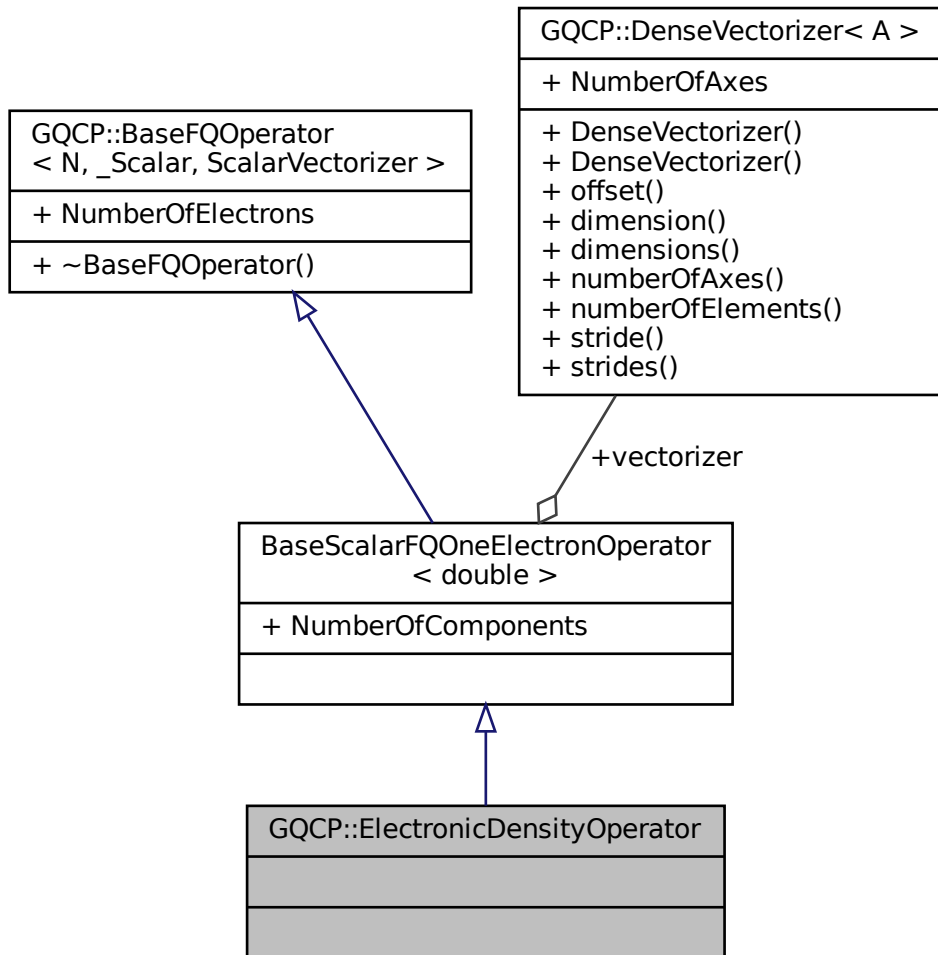 GQCP::DenseVectorizer< A >
+ NumberOfAxes
+ DenseVectorizer()
+ DenseVectorizer()
+ offset()
+ dimension()
+ dimensions()
+ numberOfAxes()
+ numberOfElements()
+ stride()
+ strides()
GQCP::BaseFQOperator
< N, _Scalar, ScalarVectorizer >
+ NumberOfElectrons
+ ~BaseFQOperator()
+vectorizer
BaseScalarFQOneElectronOperator
< double >
+ NumberOfComponents
GQCP::ElectronicDensityOperator